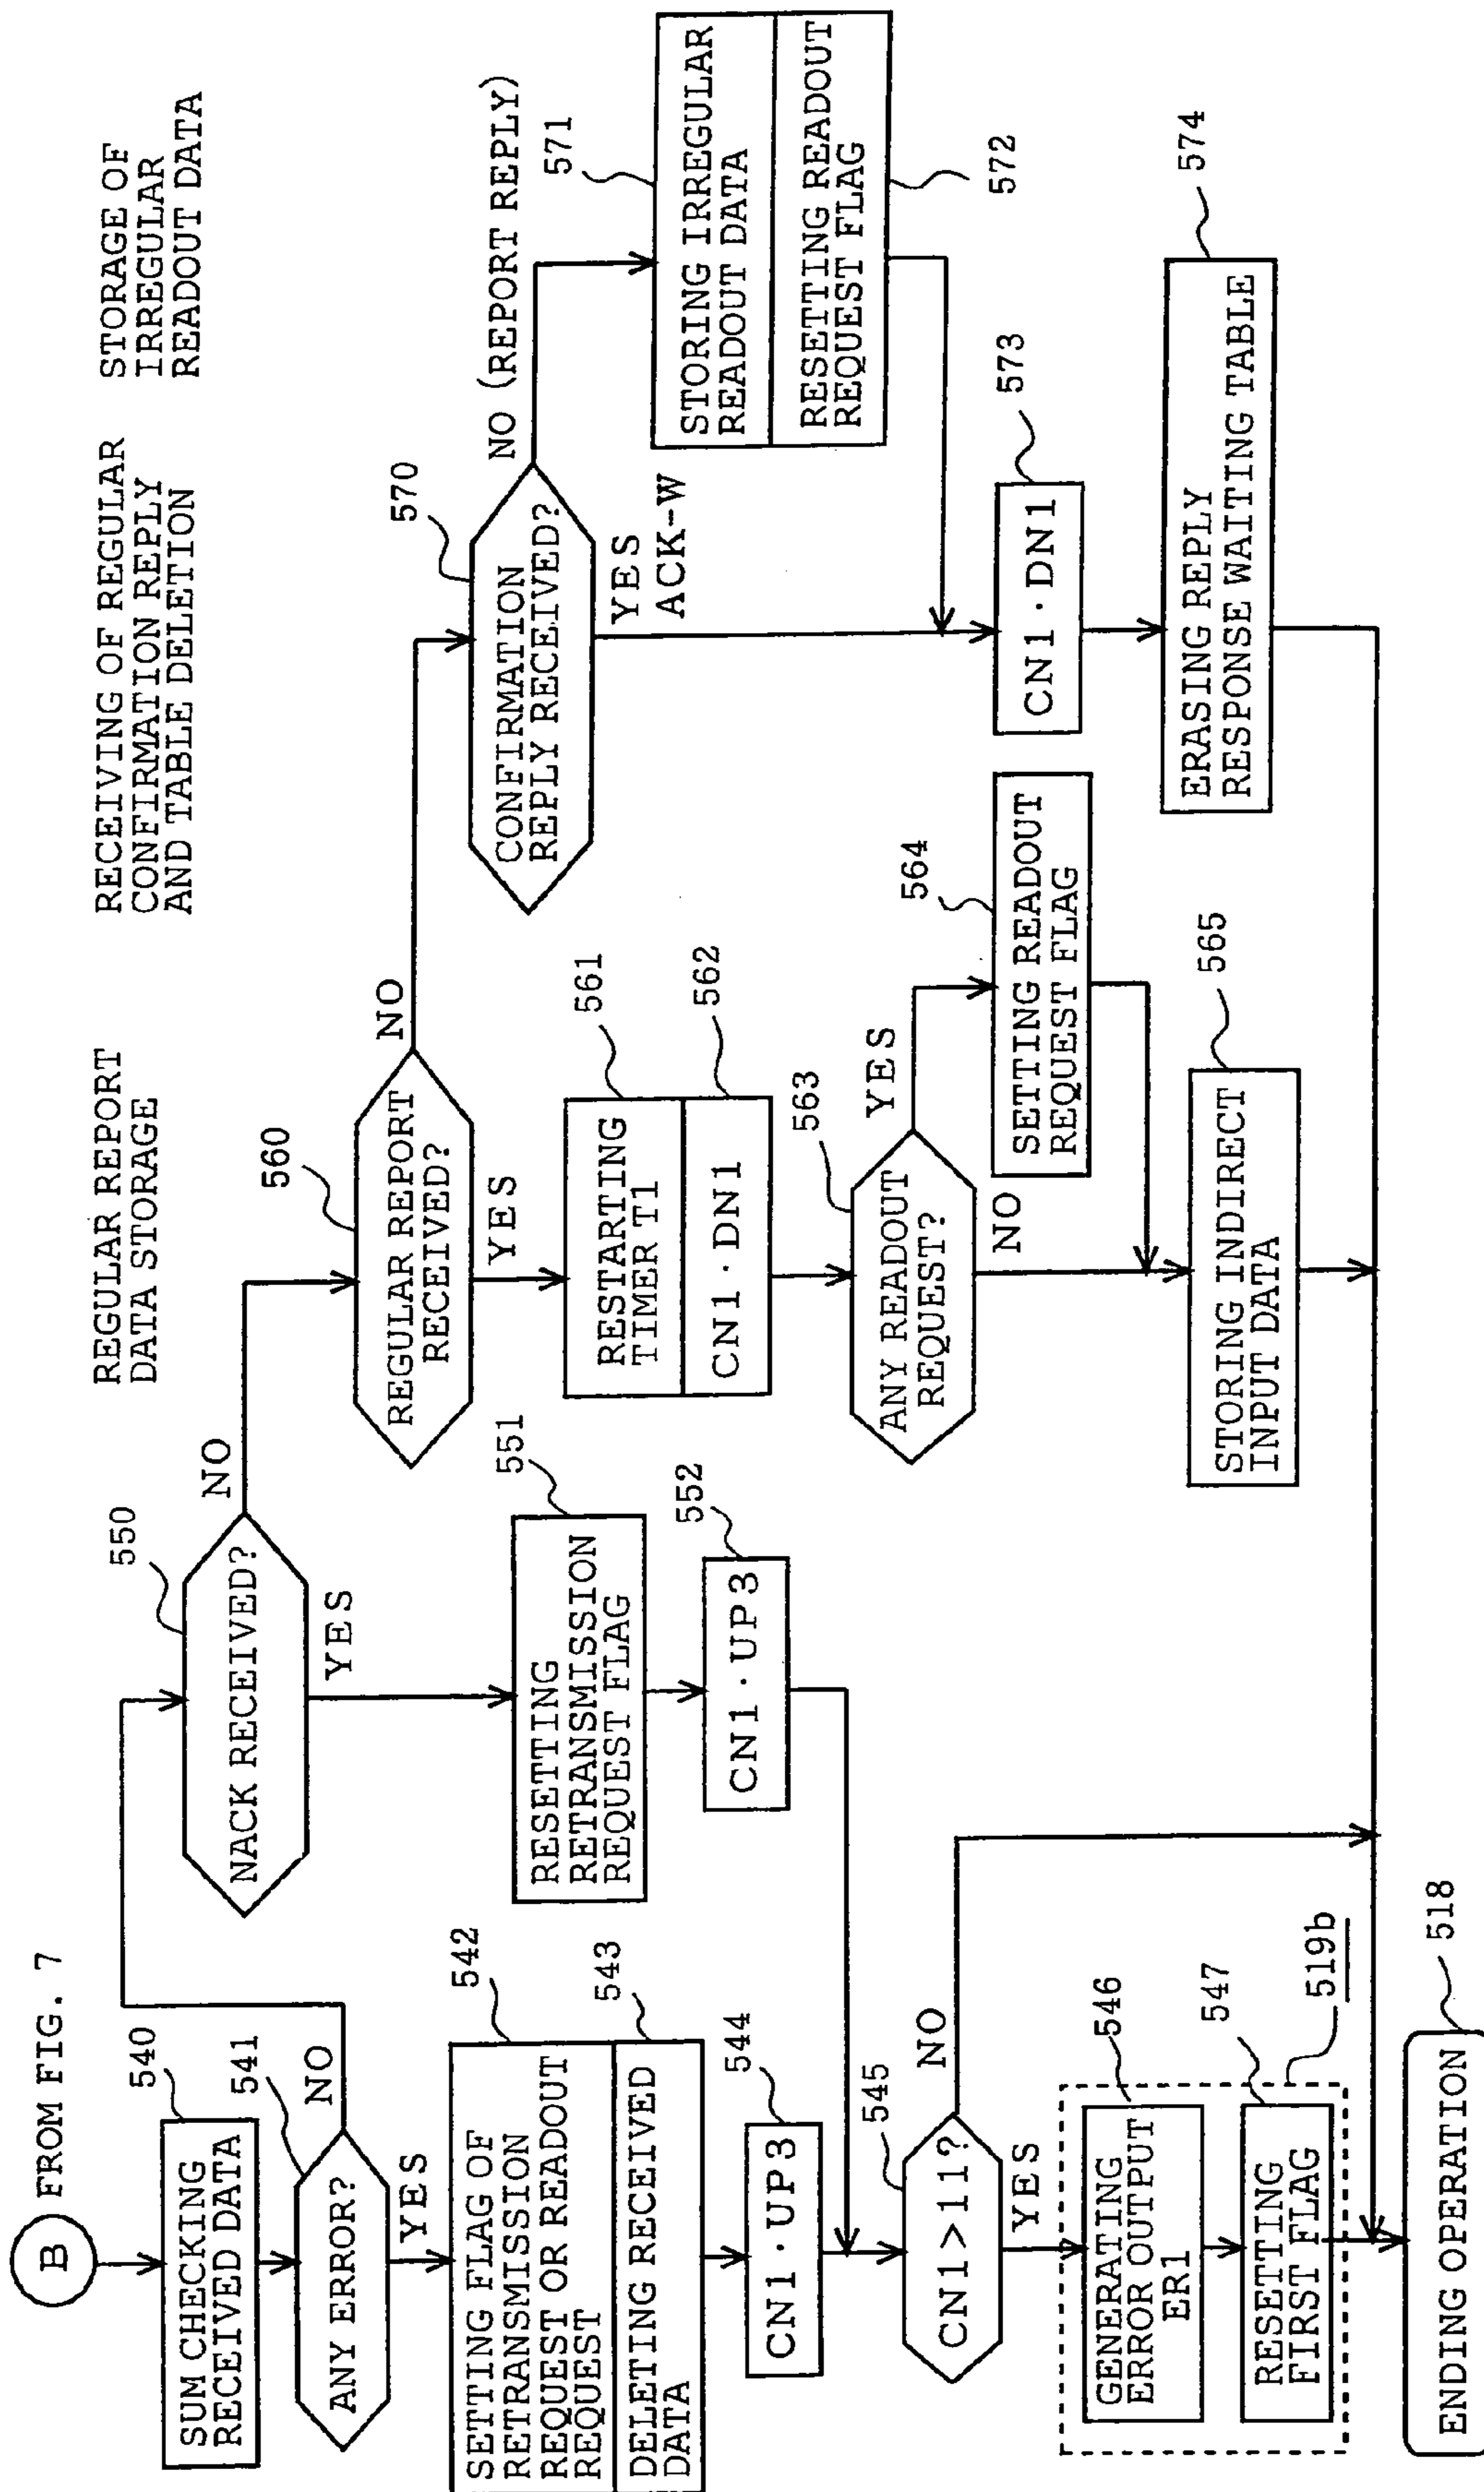 B FROM FIG. 7
540
SUM CHECKING
RECEIVED DATA
541
ANY ERROR?
NO
YES
542
SETTING FLAG OF
RETRANSMISSION
REQUEST OR READOUT
REQUEST
543
DELETING RECEIVED
DATA
544
CN1·UP3
545
CN1>11?
NO
YES
546
GENERATING
ERROR OUTPUT
ER1
547
RESETTING
FIRST FLAG
519b
518
ENDING OPERATION
550
NACK RECEIVED?
NO
YES
551
RESETTING
RETRANSMISSION
REQUEST FLAG
552
CN1·UP3
REGULAR REPORT
DATA STORAGE
560
REGULAR REPORT
RECEIVED?
NO
YES
561
RESTARTING
TIMER T1
562
CN1·DN1
563
ANY READOUT
REQUEST?
YES
NO
564
SETTING READOUT
REQUEST FLAG
565
STORING INDIRECT
INPUT DATA
RECEIVING OF REGULAR
CONFIRMATION REPLY
AND TABLE DELETION
570
CONFIRMATION
REPLY RECEIVED?
NO (REPORT REPLY)
YES
ACK-W
STORAGE OF
IRREGULAR
READOUT DATA
571
STORING IRREGULAR
READOUT DATA
RESETTING READOUT
REQUEST FLAG
572
573
CN1·DN1
574
ERASING REPLY
RESPONSE WAITING TABLE